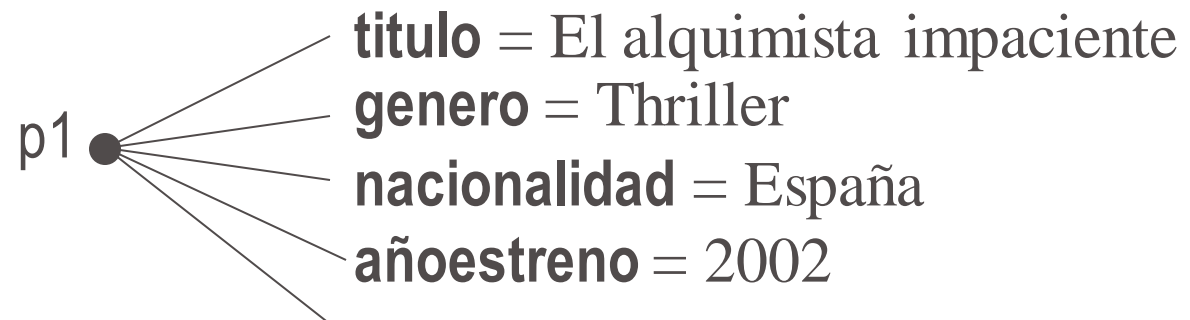 titulo = El alquimista impaciente
genero = Thriller
p1
nacionalidad = España
añoestreno = 2002